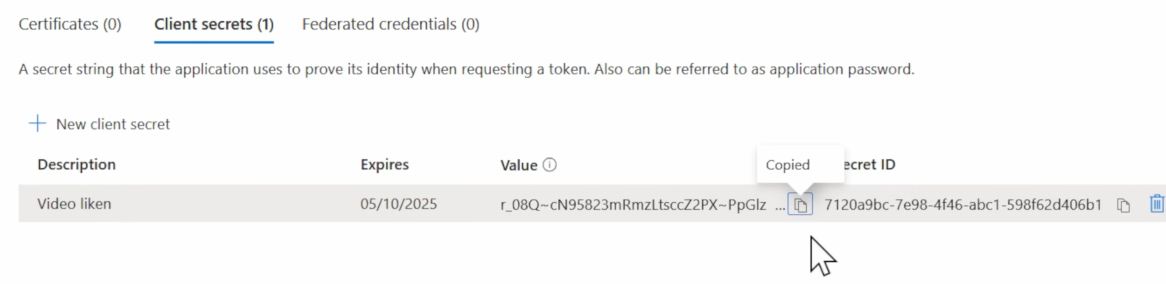 Certificates (0) Client secrets (1) Federated credentials (0)
A secret string that the application uses to prove its identity when requesting a token. Also can be referred to as application password.
New client secret
Description Expires Value Copied ecret ID
Video liken 05/10/2025 r_08Q~cN95823mRmzLtsccZ2PX~PpGlz ... 7120a9bc-7e98-4f46-abc1-598f62d406b1